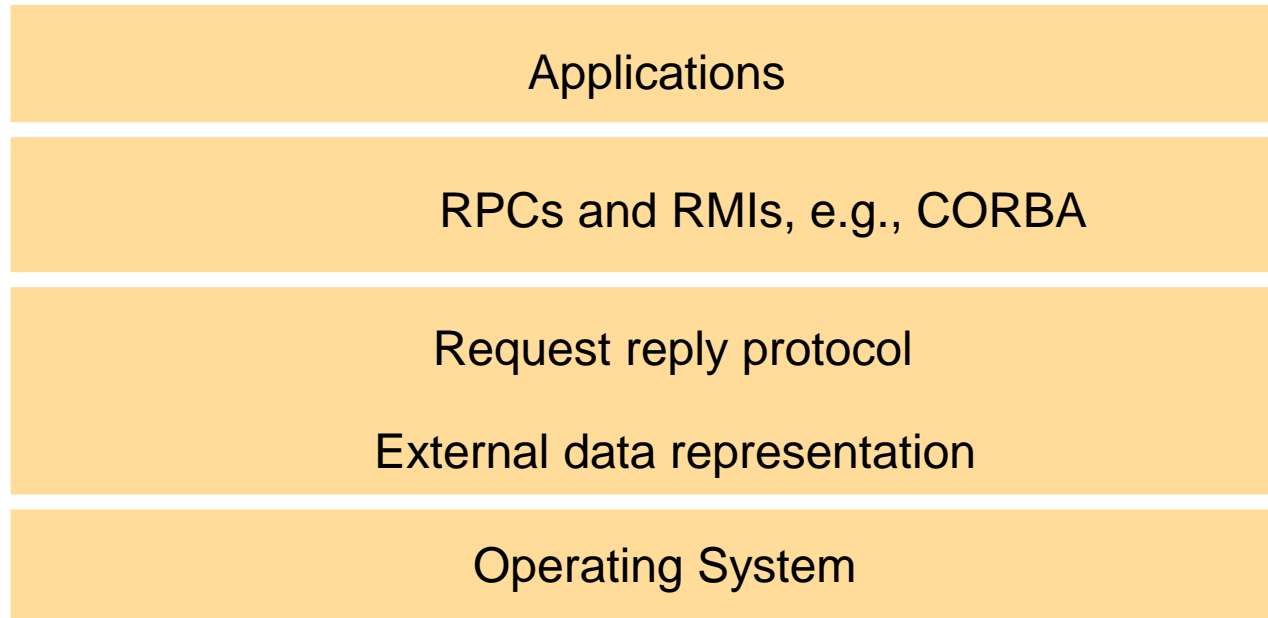 Applications
RPCs and RMIs, e.g., CORBA
Request reply protocol
External data representation
Operating System